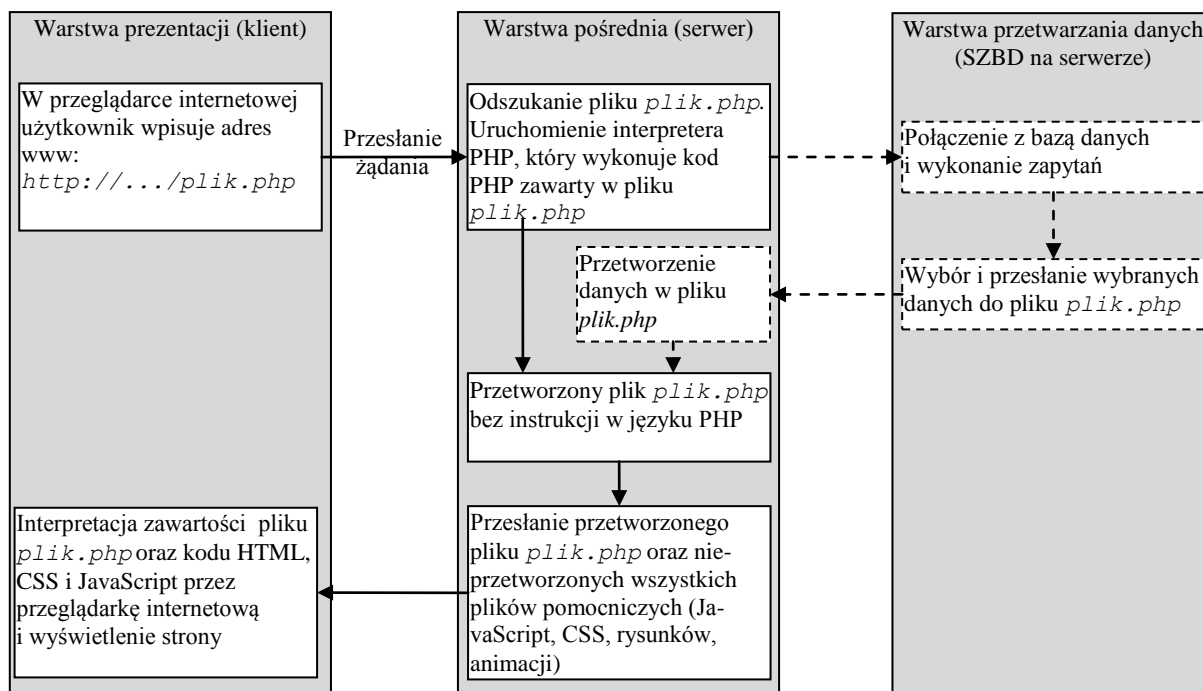 Warstwa prezentacji (klient)
W przeglądarce internetowej
użytkownik wpisuje adres
www:
http://.../plik.php
Przesłanie
żądania
Warstwa pośrednia (serwer)
Odszukanie pliku plik.php.
Uruchomienie interpretera
PHP, który wykonuje kod
PHP zawarty w pliku
plik.php
Warstwa przetwarzania danych
(SZBD na serwerze)
Połączenie z bazą danych
i wykonanie zapytań
Wybór i przesłanie wybranych
danych do pliku plik.php
Przetworzenie
danych w pliku
plik.php
Przetworzony plik plik.php
bez instrukcji w języku PHP
Przesłanie przetworzonego
pliku plik.php oraz nie-
przetworzonych wszystkich
plików pomocniczych (Ja-
vaScript, CSS, rysunków,
animacji)
Interpretacja zawartości pliku
plik.php oraz kodu HTML,
CSS i JavaScript przez
przeglądarkę internetową
i wyświetlenie strony